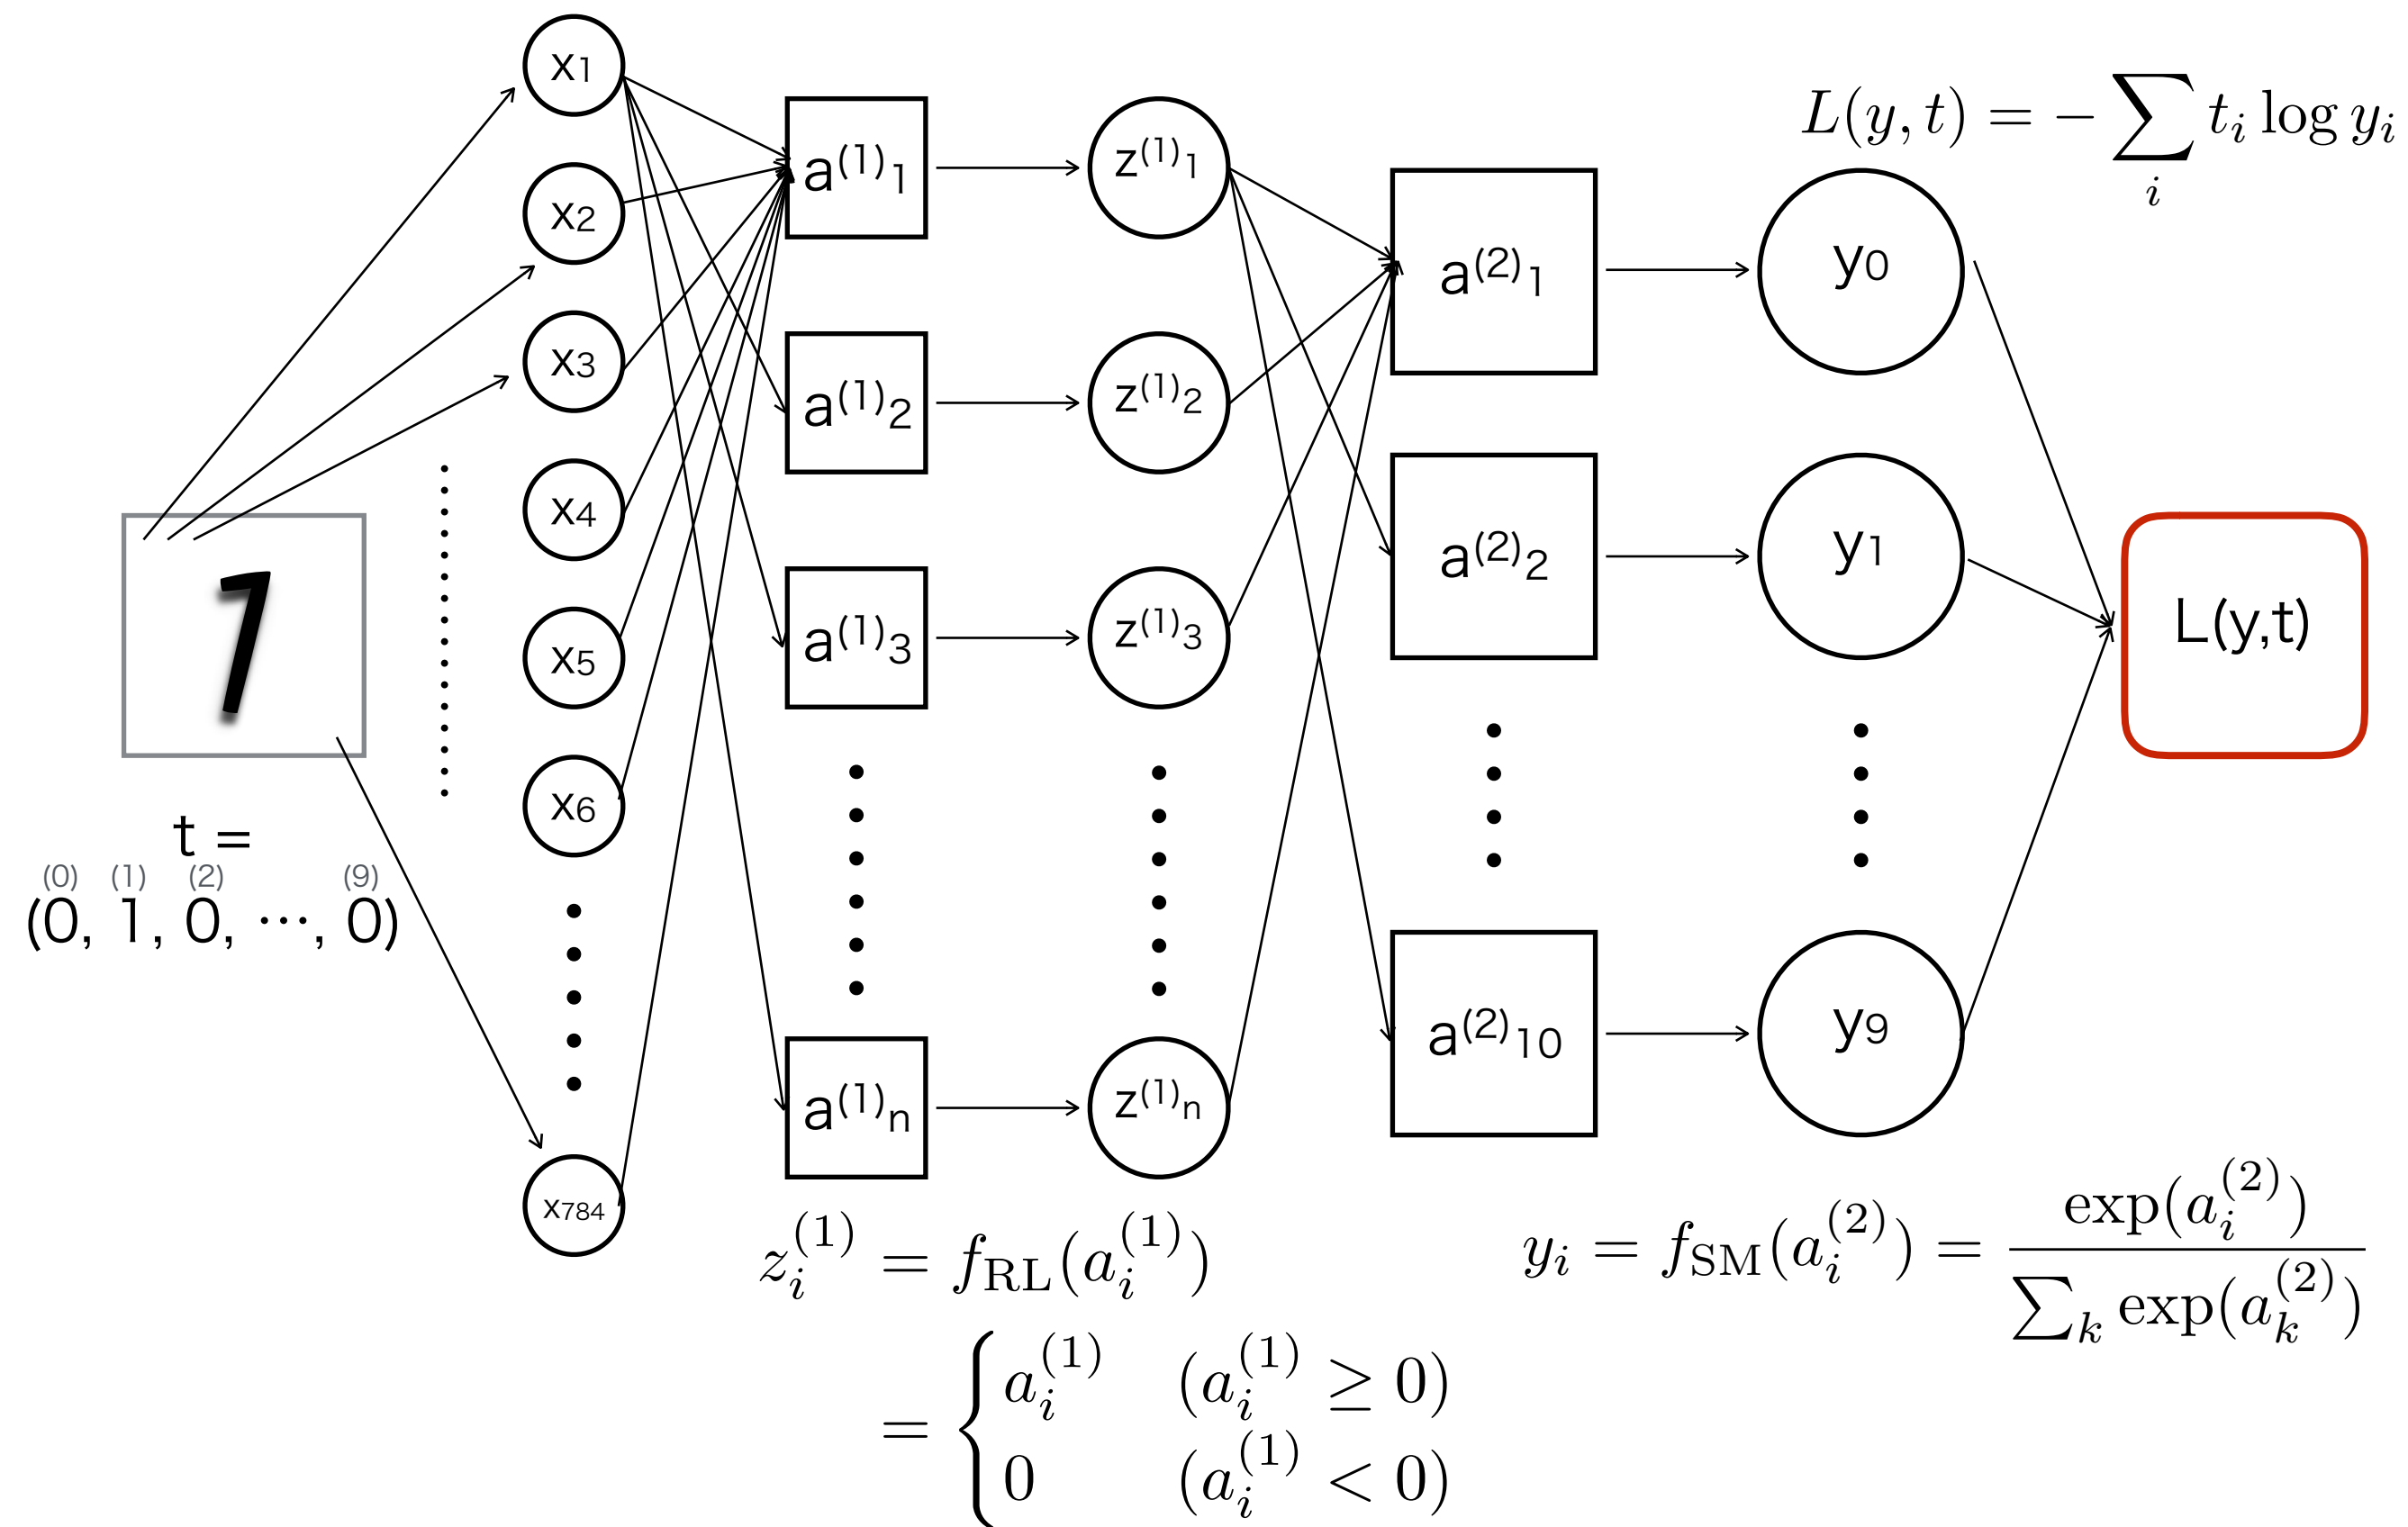 x1
x2
x3
x4
x5
x6
x784
1
t =
(0) (1) (2) (9)
(0, 1, 0, …, 0)
a⁽¹⁾1
a⁽¹⁾2
a⁽¹⁾3
a⁽¹⁾n
z⁽¹⁾1
z⁽¹⁾2
z⁽¹⁾3
z⁽¹⁾n
a⁽²⁾1
a⁽²⁾2
a⁽²⁾10
y0
y1
y9
L(y, t) = − ∑_i t_i log y_i
L(y,t)
z_i^(1) = f_RL(a_i^(1))
= { a_i^(1) (a_i^(1) ≥ 0)
0 (a_i^(1) < 0)
y_i = f_SM(a_i^(2)) = exp(a_i^(2)) / ∑_k exp(a_k^(2))